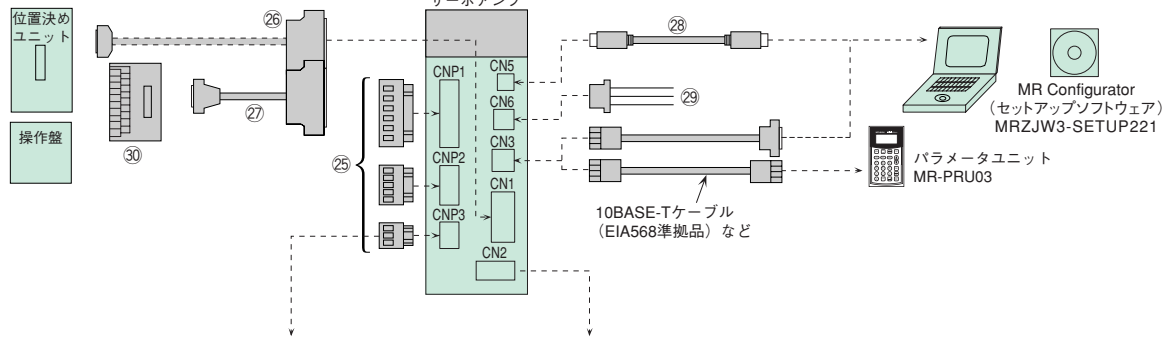 位置決め
ユニット
操作盤
㉖
㉗
㉚
㉕
サーボアンプ
CNP1
CNP2
CNP3
CN5
CN6
CN3
CN1
CN2
㉘
㉙
10BASE-Tケーブル
（EIA568準拠品）など
MR Configurator
（セットアップソフトウェア）
MRZJW3-SETUP221
パラメータユニット
MR-PRU03